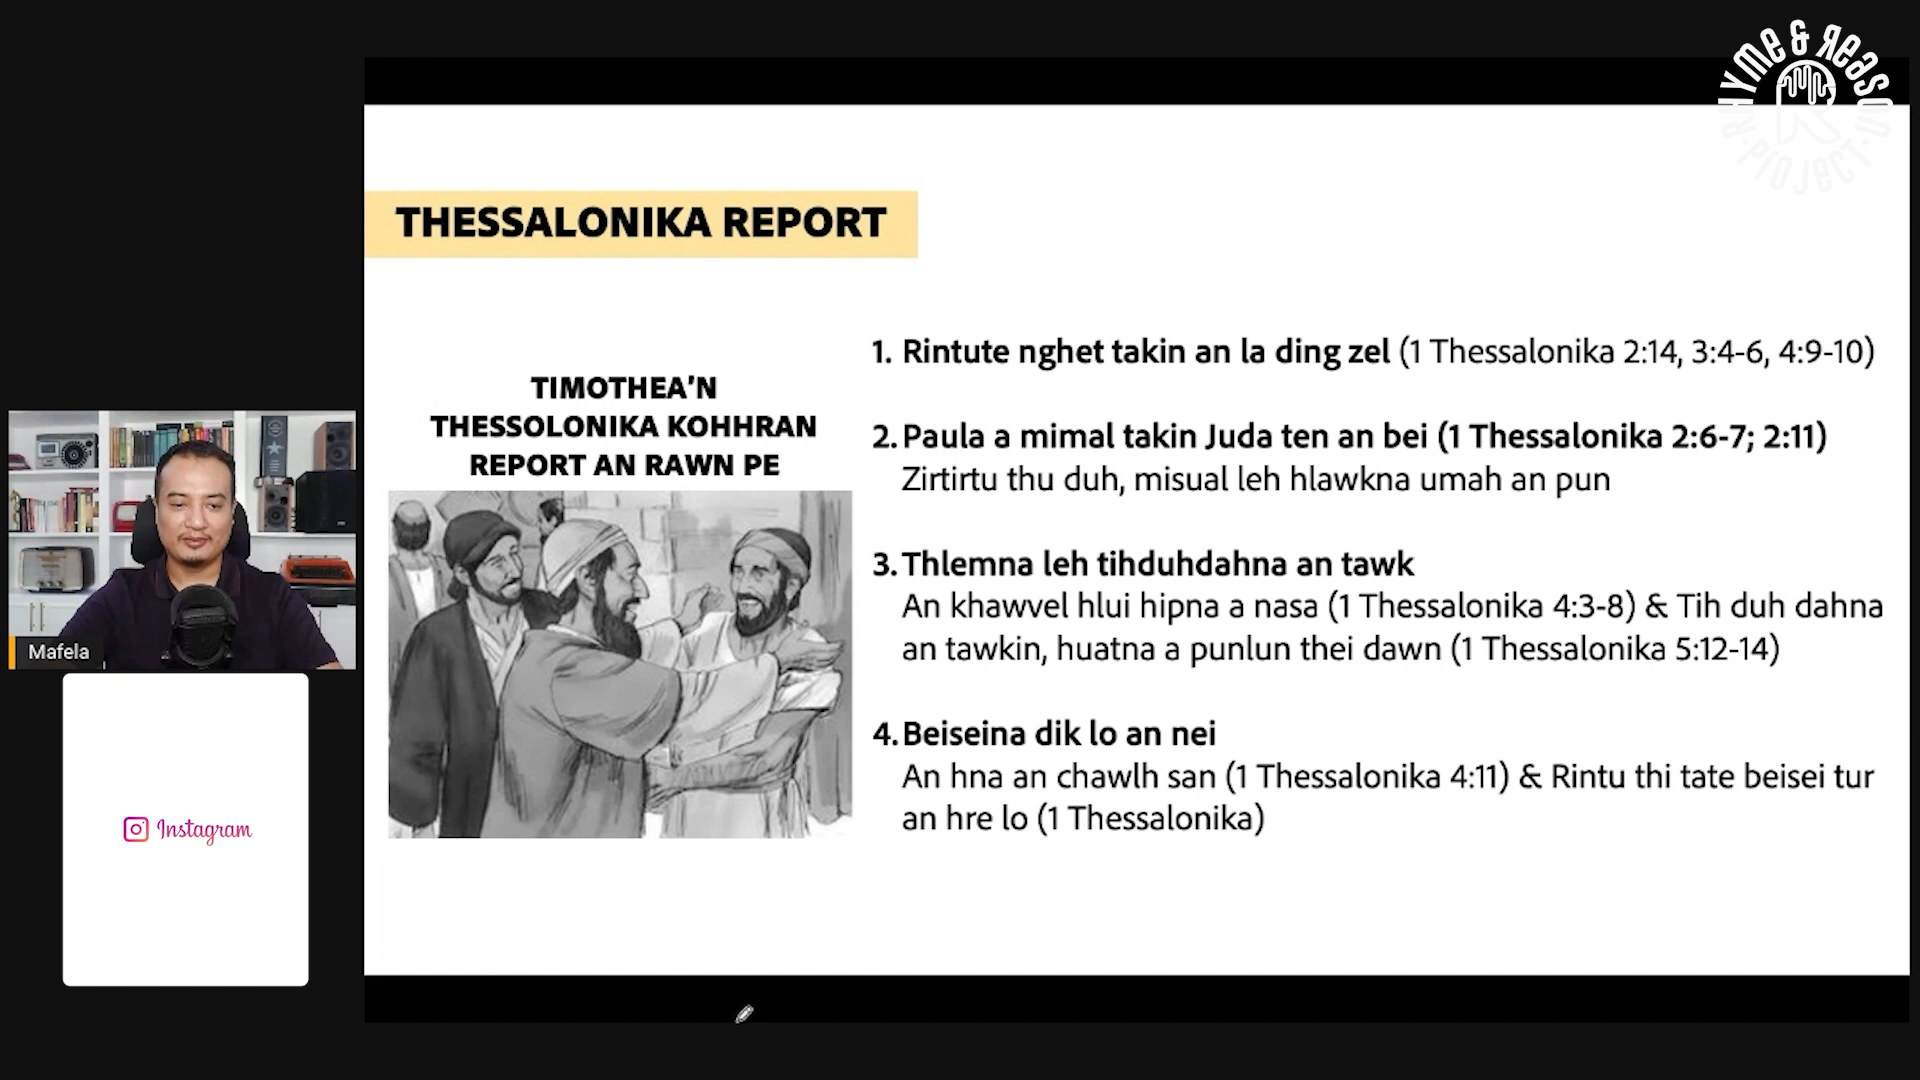 RHYME & REASON
PROJECT
THESSALONIKA REPORT
TIMOTHEA'N
THESSOLONIKA KOHHRAN
REPORT AN RAWN PE
1. Rintute nghet takin an la ding zel (1 Thessalonika 2:14, 3:4-6, 4:9-10)
2. Paula a mimal takin Juda ten an bei (1 Thessalonika 2:6-7; 2:11)
Zirtirtu thu duh, misual leh hlawkna umah an pun
3. Thlemna leh tihduhdahna an tawk
An khawvel hlui hipna a nasa (1 Thessalonika 4:3-8) & Tih duh dahna
an tawkin, huatna a punlun thei dawn (1 Thessalonika 5:12-14)
4. Beiseina dik lo an nei
An hna an chawlh san (1 Thessalonika 4:11) & Rintu thi tate beisei tur
an hre lo (1 Thessalonika)
Mafela
Instagram